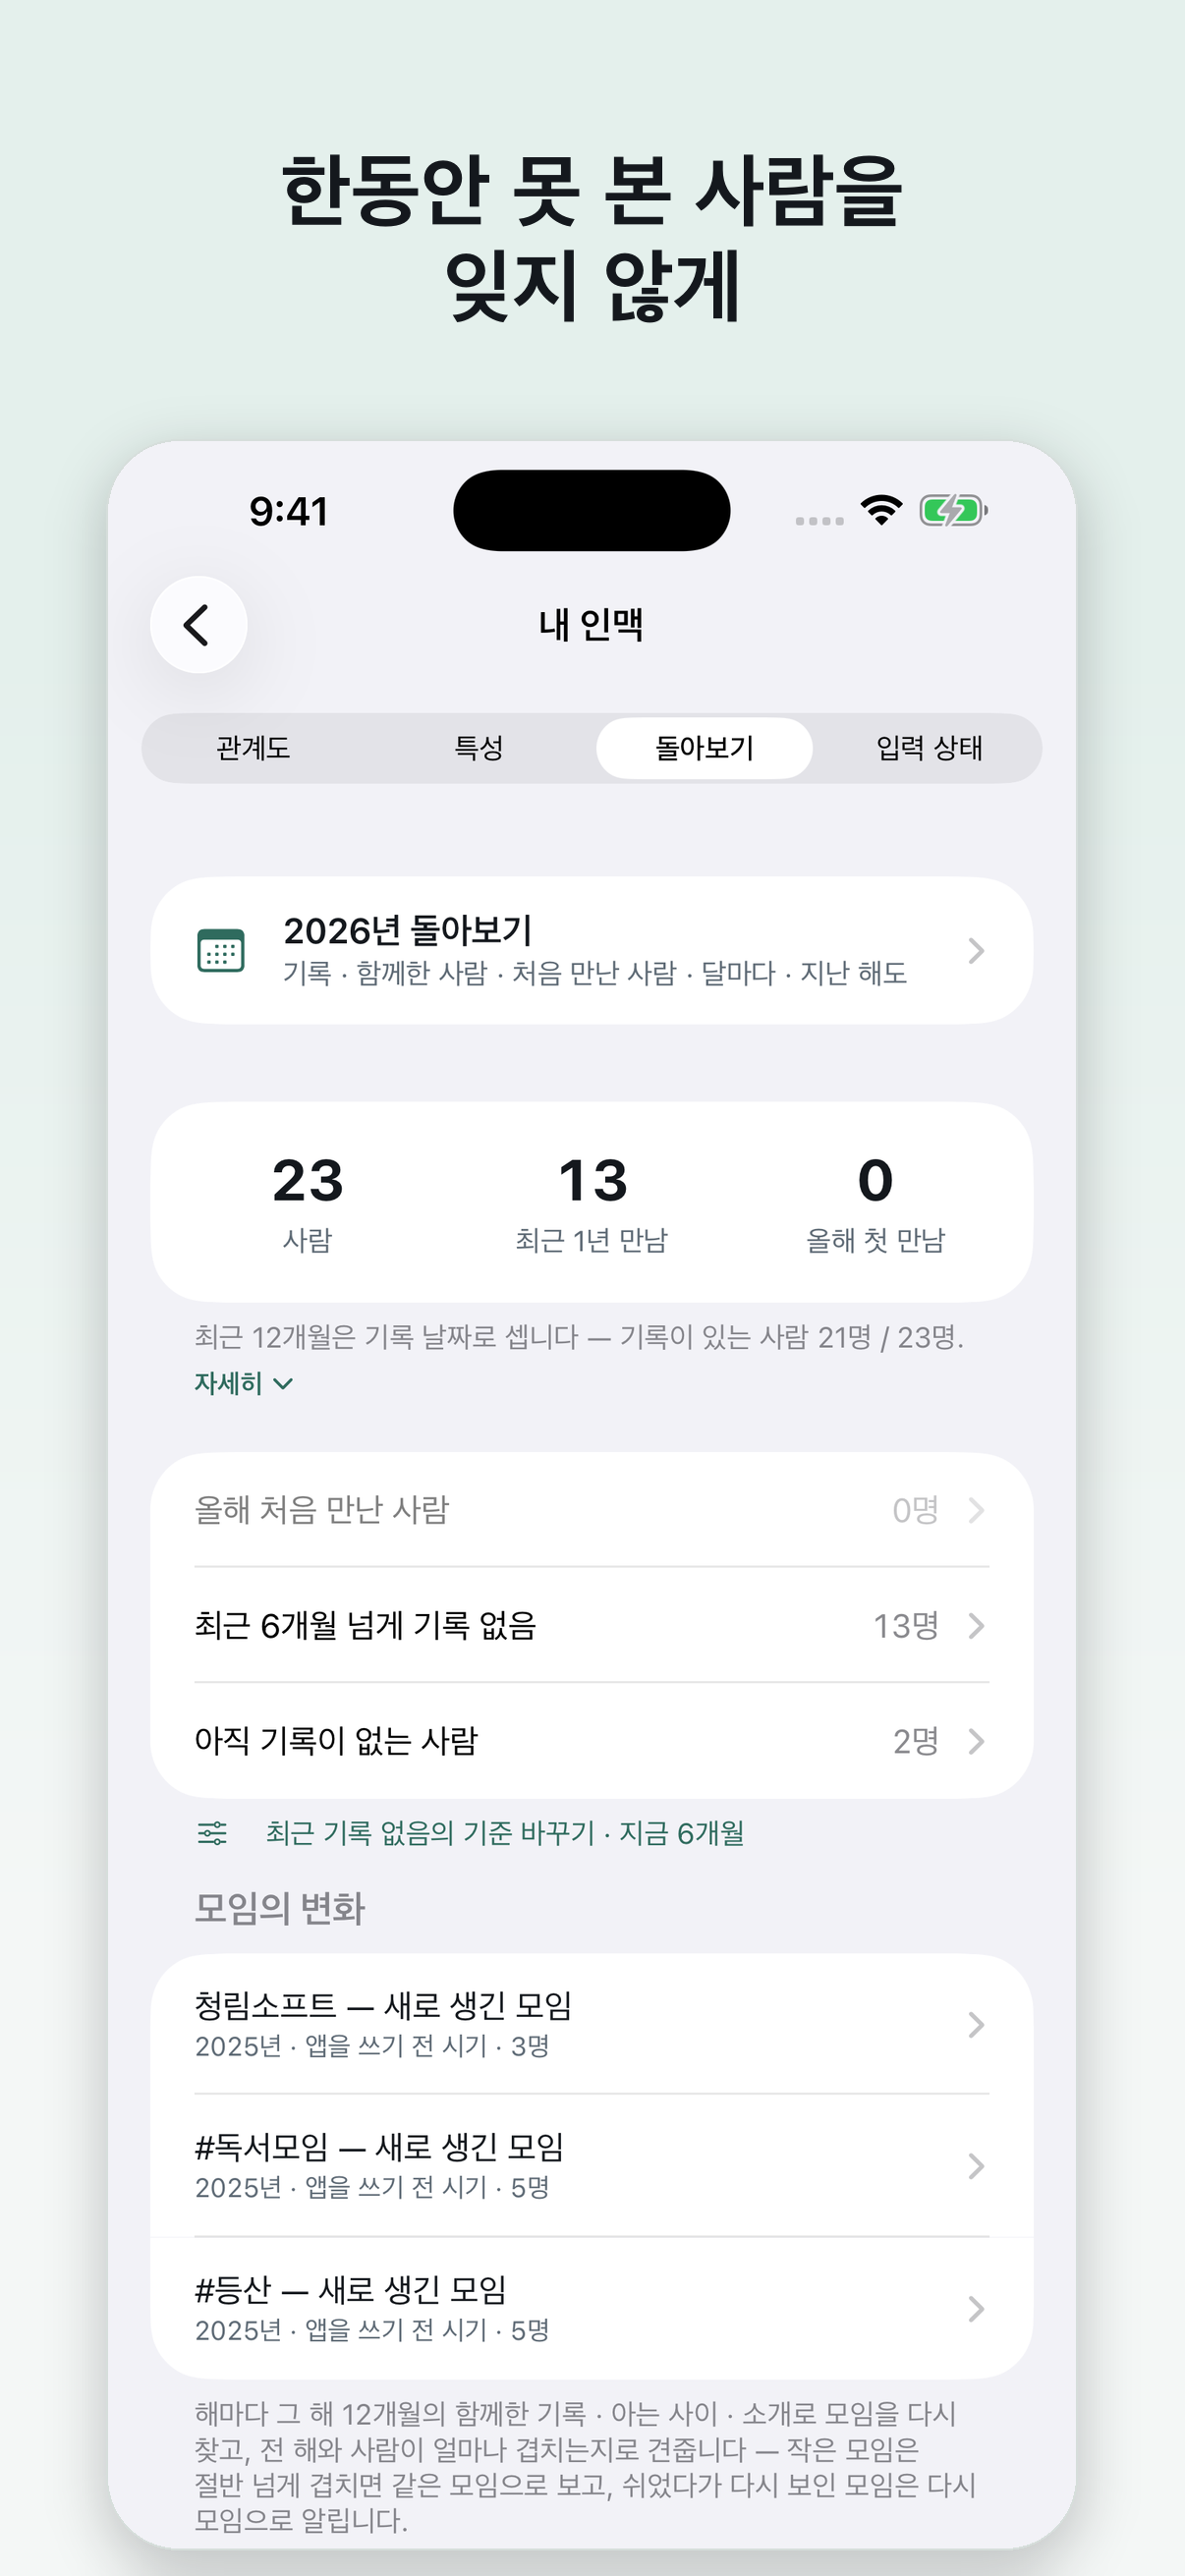 한동안 못 본 사람을
잊지 않게
9:41
내 인맥
관계도
특성
돌아보기
입력 상태
2026년 돌아보기
기록 · 함께한 사람 · 처음 만난 사람 · 달마다 · 지난 해도
23
사람
13
최근 1년 만남
0
올해 첫 만남
최근 12개월은 기록 날짜로 셉니다 — 기록이 있는 사람 21명 / 23명.
자세히
올해 처음 만난 사람
0명
최근 6개월 넘게 기록 없음
13명
아직 기록이 없는 사람
2명
최근 기록 없음의 기준 바꾸기 · 지금 6개월
모임의 변화
청림소프트 — 새로 생긴 모임
2025년 · 앱을 쓰기 전 시기 · 3명
#독서모임 — 새로 생긴 모임
2025년 · 앱을 쓰기 전 시기 · 5명
#등산 — 새로 생긴 모임
2025년 · 앱을 쓰기 전 시기 · 5명
해마다 그 해 12개월의 함께한 기록 · 아는 사이 · 소개로 모임을 다시
찾고, 전 해와 사람이 얼마나 겹치는지로 견줍니다 — 작은 모임은
절반 넘게 겹치면 같은 모임으로 보고, 쉬었다가 다시 보인 모임은 다시
모임으로 알립니다.